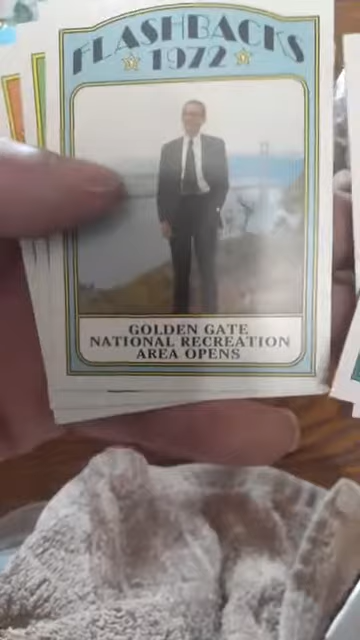 FLASHBACKS
1972
GOLDEN GATE
NATIONAL RECREATION
AREA OPENS